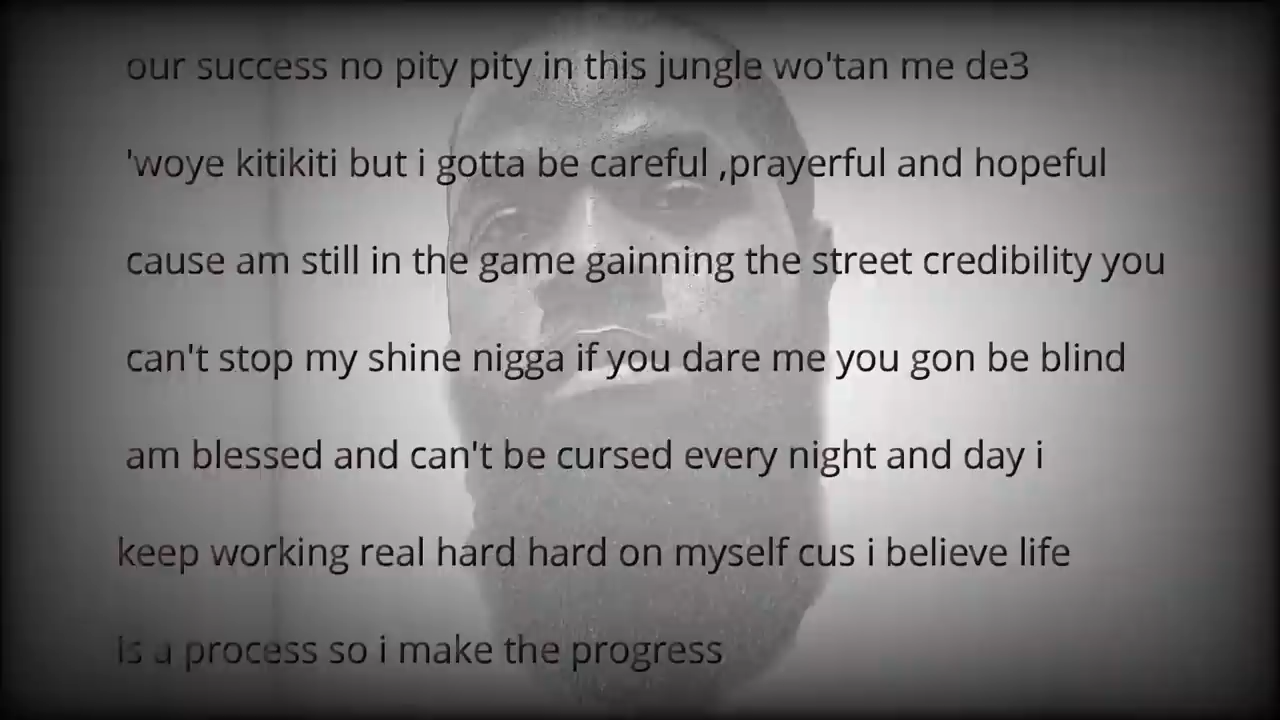 our success no pity pity in this jungle wo'tan me de3
'woye kitikiti but i gotta be careful ,prayerful and hopeful
cause am still in the game gainning the street credibility you
can't stop my shine nigga if you dare me you gon be blind
am blessed and can't be cursed every night and day i
keep working real hard hard on myself cus i believe life
is a process so i make the progress